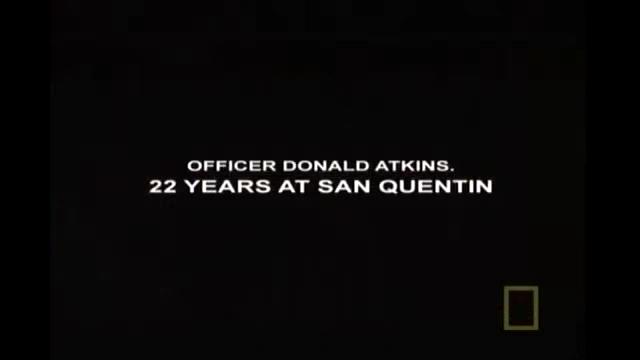 OFFICER DONALD ATKINS.
22 YEARS AT SAN QUENTIN